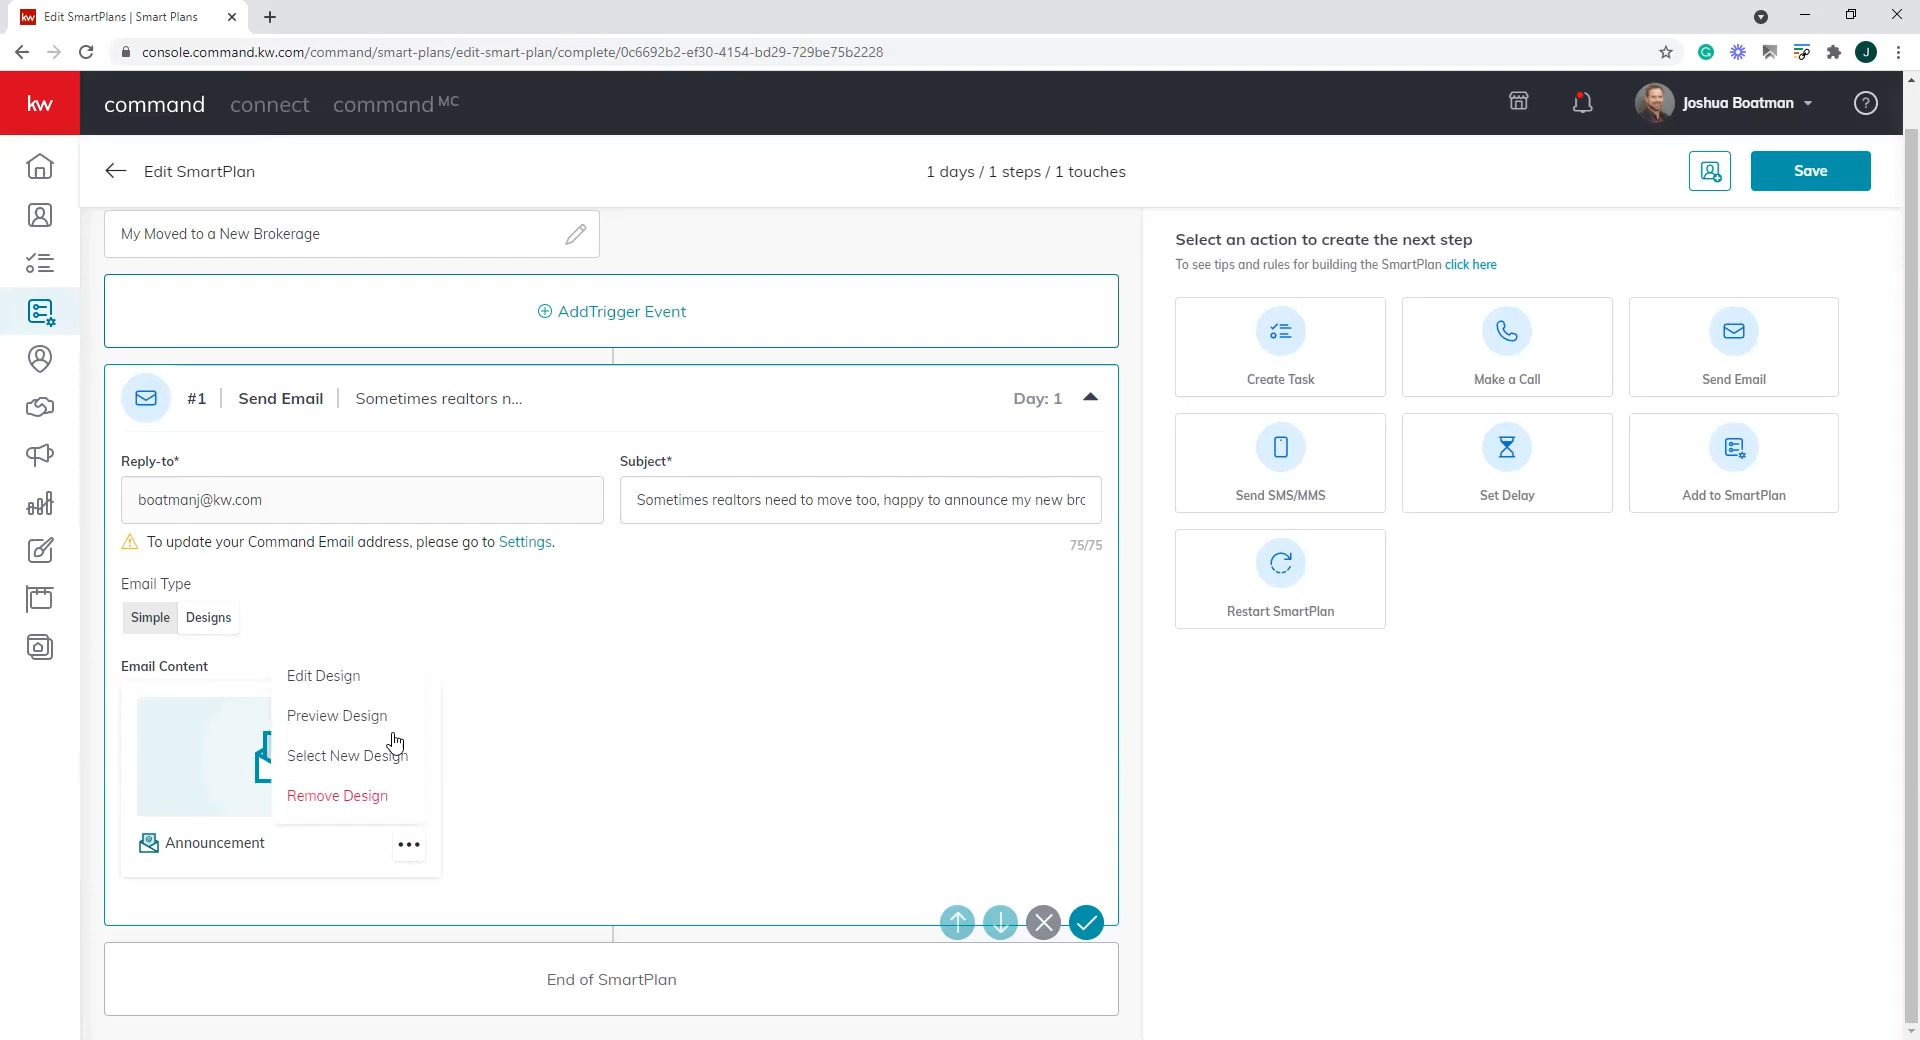 kw
Edit SmartPlans | Smart Plans
console.command.kw.com/command/smart-plans/edit-smart-plan/complete/0c6692b2-ef30-4154-bd29-729be75b2228
J
kw
command
connect
command MC
Joshua Boatman
?
Edit SmartPlan
1 days / 1 steps / 1 touches
Save
My Moved to a New Brokerage
AddTrigger Event
#1
Send Email
Sometimes realtors n...
Day: 1
Reply-to*
Subject*
boatmanj@kw.com
Sometimes realtors need to move too, happy to announce my new brc
To update your Command Email address, please go to Settings.
75/75
Email Type
Simple
Designs
Email Content
Edit Design
Preview Design
Select New Design
Remove Design
Announcement
End of SmartPlan
Select an action to create the next step
To see tips and rules for building the SmartPlan click here
Create Task
Make a Call
Send Email
Send SMS/MMS
Set Delay
Add to SmartPlan
Restart SmartPlan